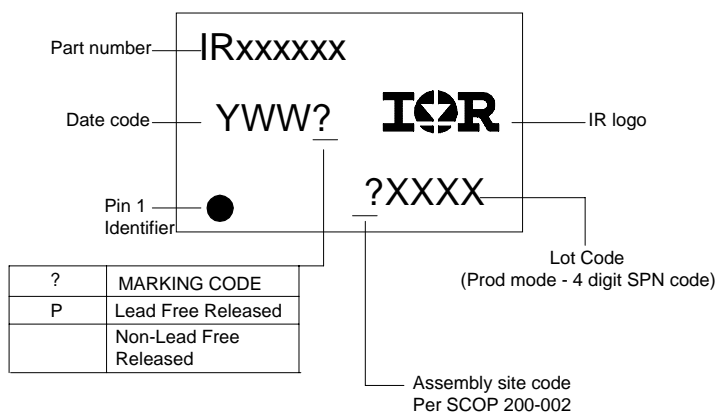 Part number
IRxxxxxx
Date code
YWW?
IOR
IR logo
Pin 1
Identifier
?XXXX
Lot Code
(Prod mode - 4 digit SPN code)
? MARKING CODE
P Lead Free Released
Non-Lead Free
Released
Assembly site code
Per SCOP 200-002